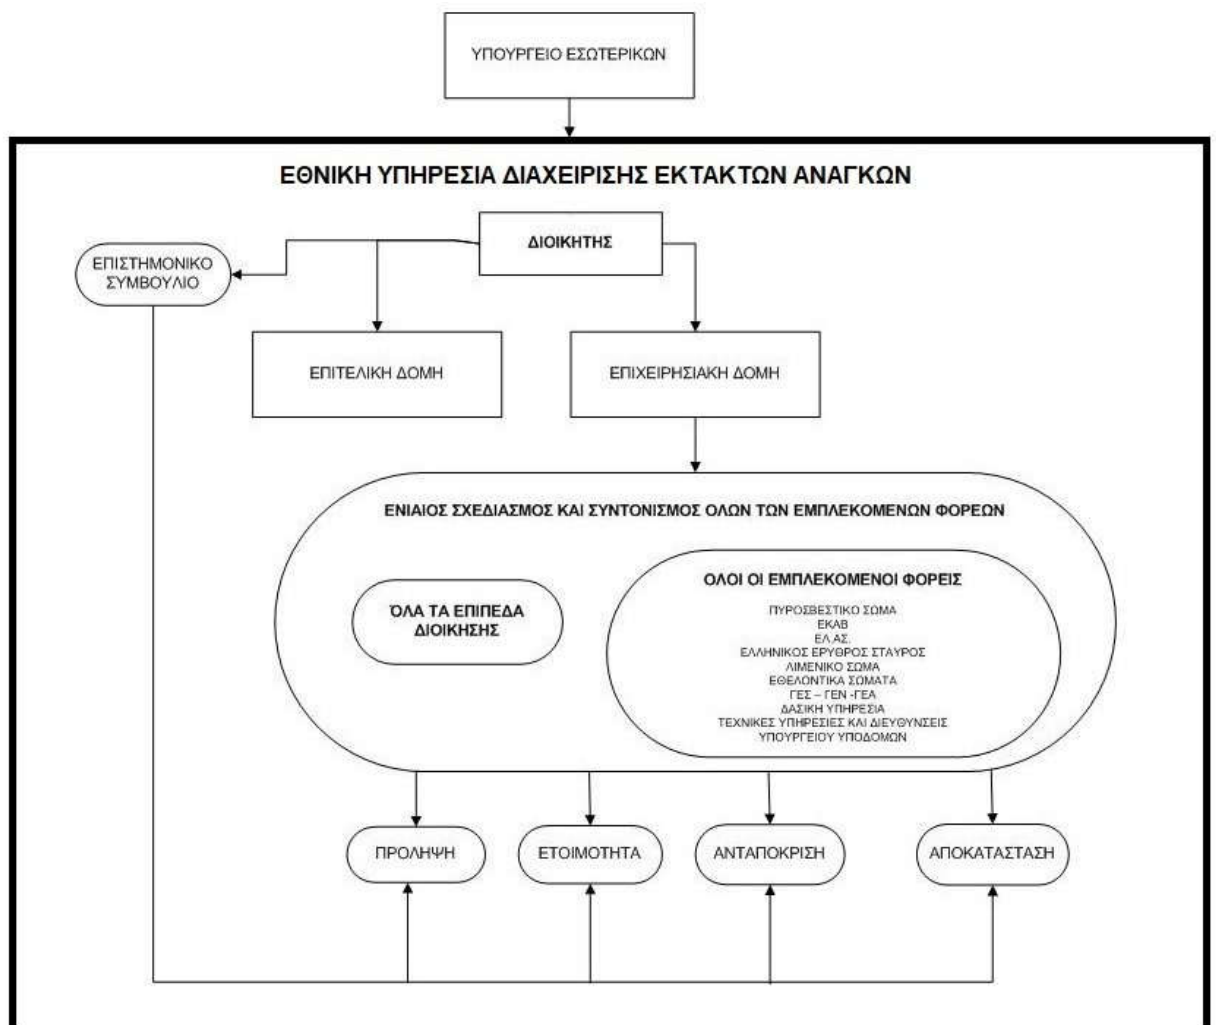 ΥΠΟΥΡΓΕΙΟ ΕΣΩΤΕΡΙΚΩΝ
ΕΘΝΙΚΗ ΥΠΗΡΕΣΙΑ ΔΙΑΧΕΙΡΙΣΗΣ ΕΚΤΑΚΤΩΝ ΑΝΑΓΚΩΝ
ΔΙΟΙΚΗΤΗΣ
ΕΠΙΣΤΗΜΟΝΙΚΟ
ΣΥΜΒΟΥΛΙΟ
ΕΠΙΤΕΛΙΚΗ ΔΟΜΗ
ΕΠΙΧΕΙΡΗΣΙΑΚΗ ΔΟΜΗ
ΕΝΙΑΙΟΣ ΣΧΕΔΙΑΣΜΟΣ ΚΑΙ ΣΥΝΤΟΝΙΣΜΟΣ ΟΛΩΝ ΤΩΝ ΕΜΠΛΕΚΟΜΕΝΩΝ ΦΟΡΕΩΝ
ΌΛΑ ΤΑ ΕΠΙΠΕΔΑ
ΔΙΟΙΚΗΣΗΣ
ΟΛΟΙ ΟΙ ΕΜΠΛΕΚΟΜΕΝΟΙ ΦΟΡΕΙΣ
ΠΥΡΟΣΒΕΣΤΙΚΟ ΣΩΜΑ
ΕΚΑΒ
ΕΛ.ΑΣ.
ΕΛΛΗΝΙΚΟΣ ΕΡΥΘΡΟΣ ΣΤΑΥΡΟΣ
ΛΙΜΕΝΙΚΟ ΣΩΜΑ
ΕΘΕΛΟΝΤΙΚΑ ΣΩΜΑΤΑ
ΓΕΣ – ΓΕΝ -ΓΕΑ
ΔΑΣΙΚΗ ΥΠΗΡΕΣΙΑ
ΤΕΧΝΙΚΕΣ ΥΠΗΡΕΣΙΕΣ ΚΑΙ ΔΙΕΥΘΥΝΣΕΙΣ
ΥΠΟΥΡΓΕΙΟΥ ΥΠΟΔΟΜΩΝ
ΠΡΟΛΗΨΗ
ΕΤΟΙΜΟΤΗΤΑ
ΑΝΤΑΠΟΚΡΙΣΗ
ΑΠΟΚΑΤΑΣΤΑΣΗ